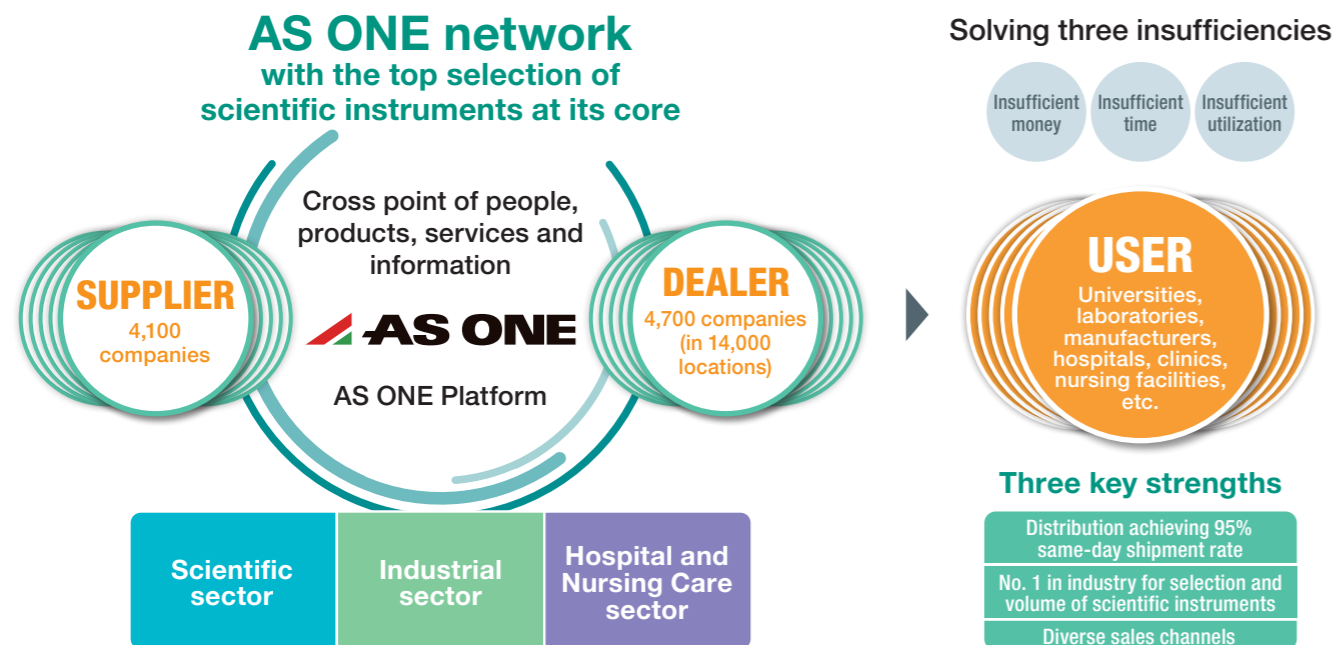 AS ONE network
with the top selection of
scientific instruments at its core
Cross point of people,
products, services and
information
SUPPLIER
4,100
companies
AS ONE
AS ONE Platform
DEALER
4,700 companies
(in 14,000
locations)
Scientific
sector
Industrial
sector
Hospital and
Nursing Care
sector
Solving three insufficiencies
Insufficient
money
Insufficient
time
Insufficient
utilization
USER
Universities,
laboratories,
manufacturers,
hospitals, clinics,
nursing facilities,
etc.
Three key strengths
Distribution achieving 95%
same-day shipment rate
No. 1 in industry for selection and
volume of scientific instruments
Diverse sales channels